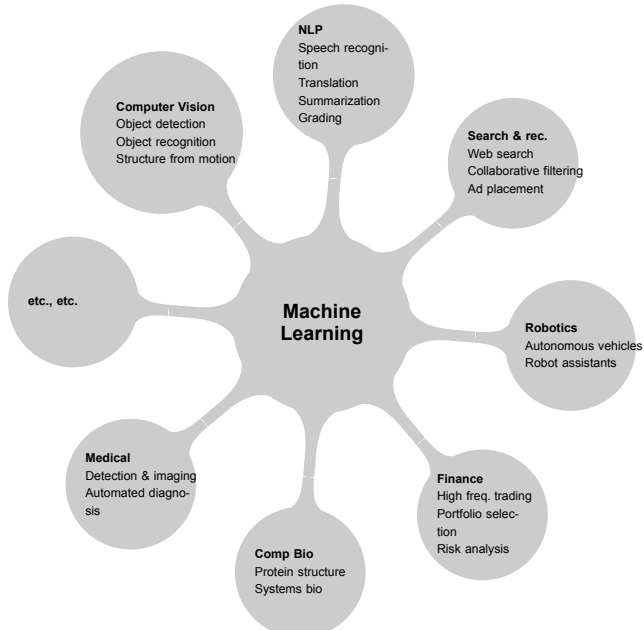 NLP
Speech recogni-
tion
Translation
Summarization
Grading
Computer Vision
Object detection
Object recognition
Structure from motion
Search & rec.
Web search
Collaborative filtering
Ad placement
etc., etc.
Machine
Learning
Robotics
Autonomous vehicles
Robot assistants
Medical
Detection & imaging
Automated diagno-
sis
Finance
High freq. trading
Portfolio selec-
tion
Risk analysis
Comp Bio
Protein structure
Systems bio